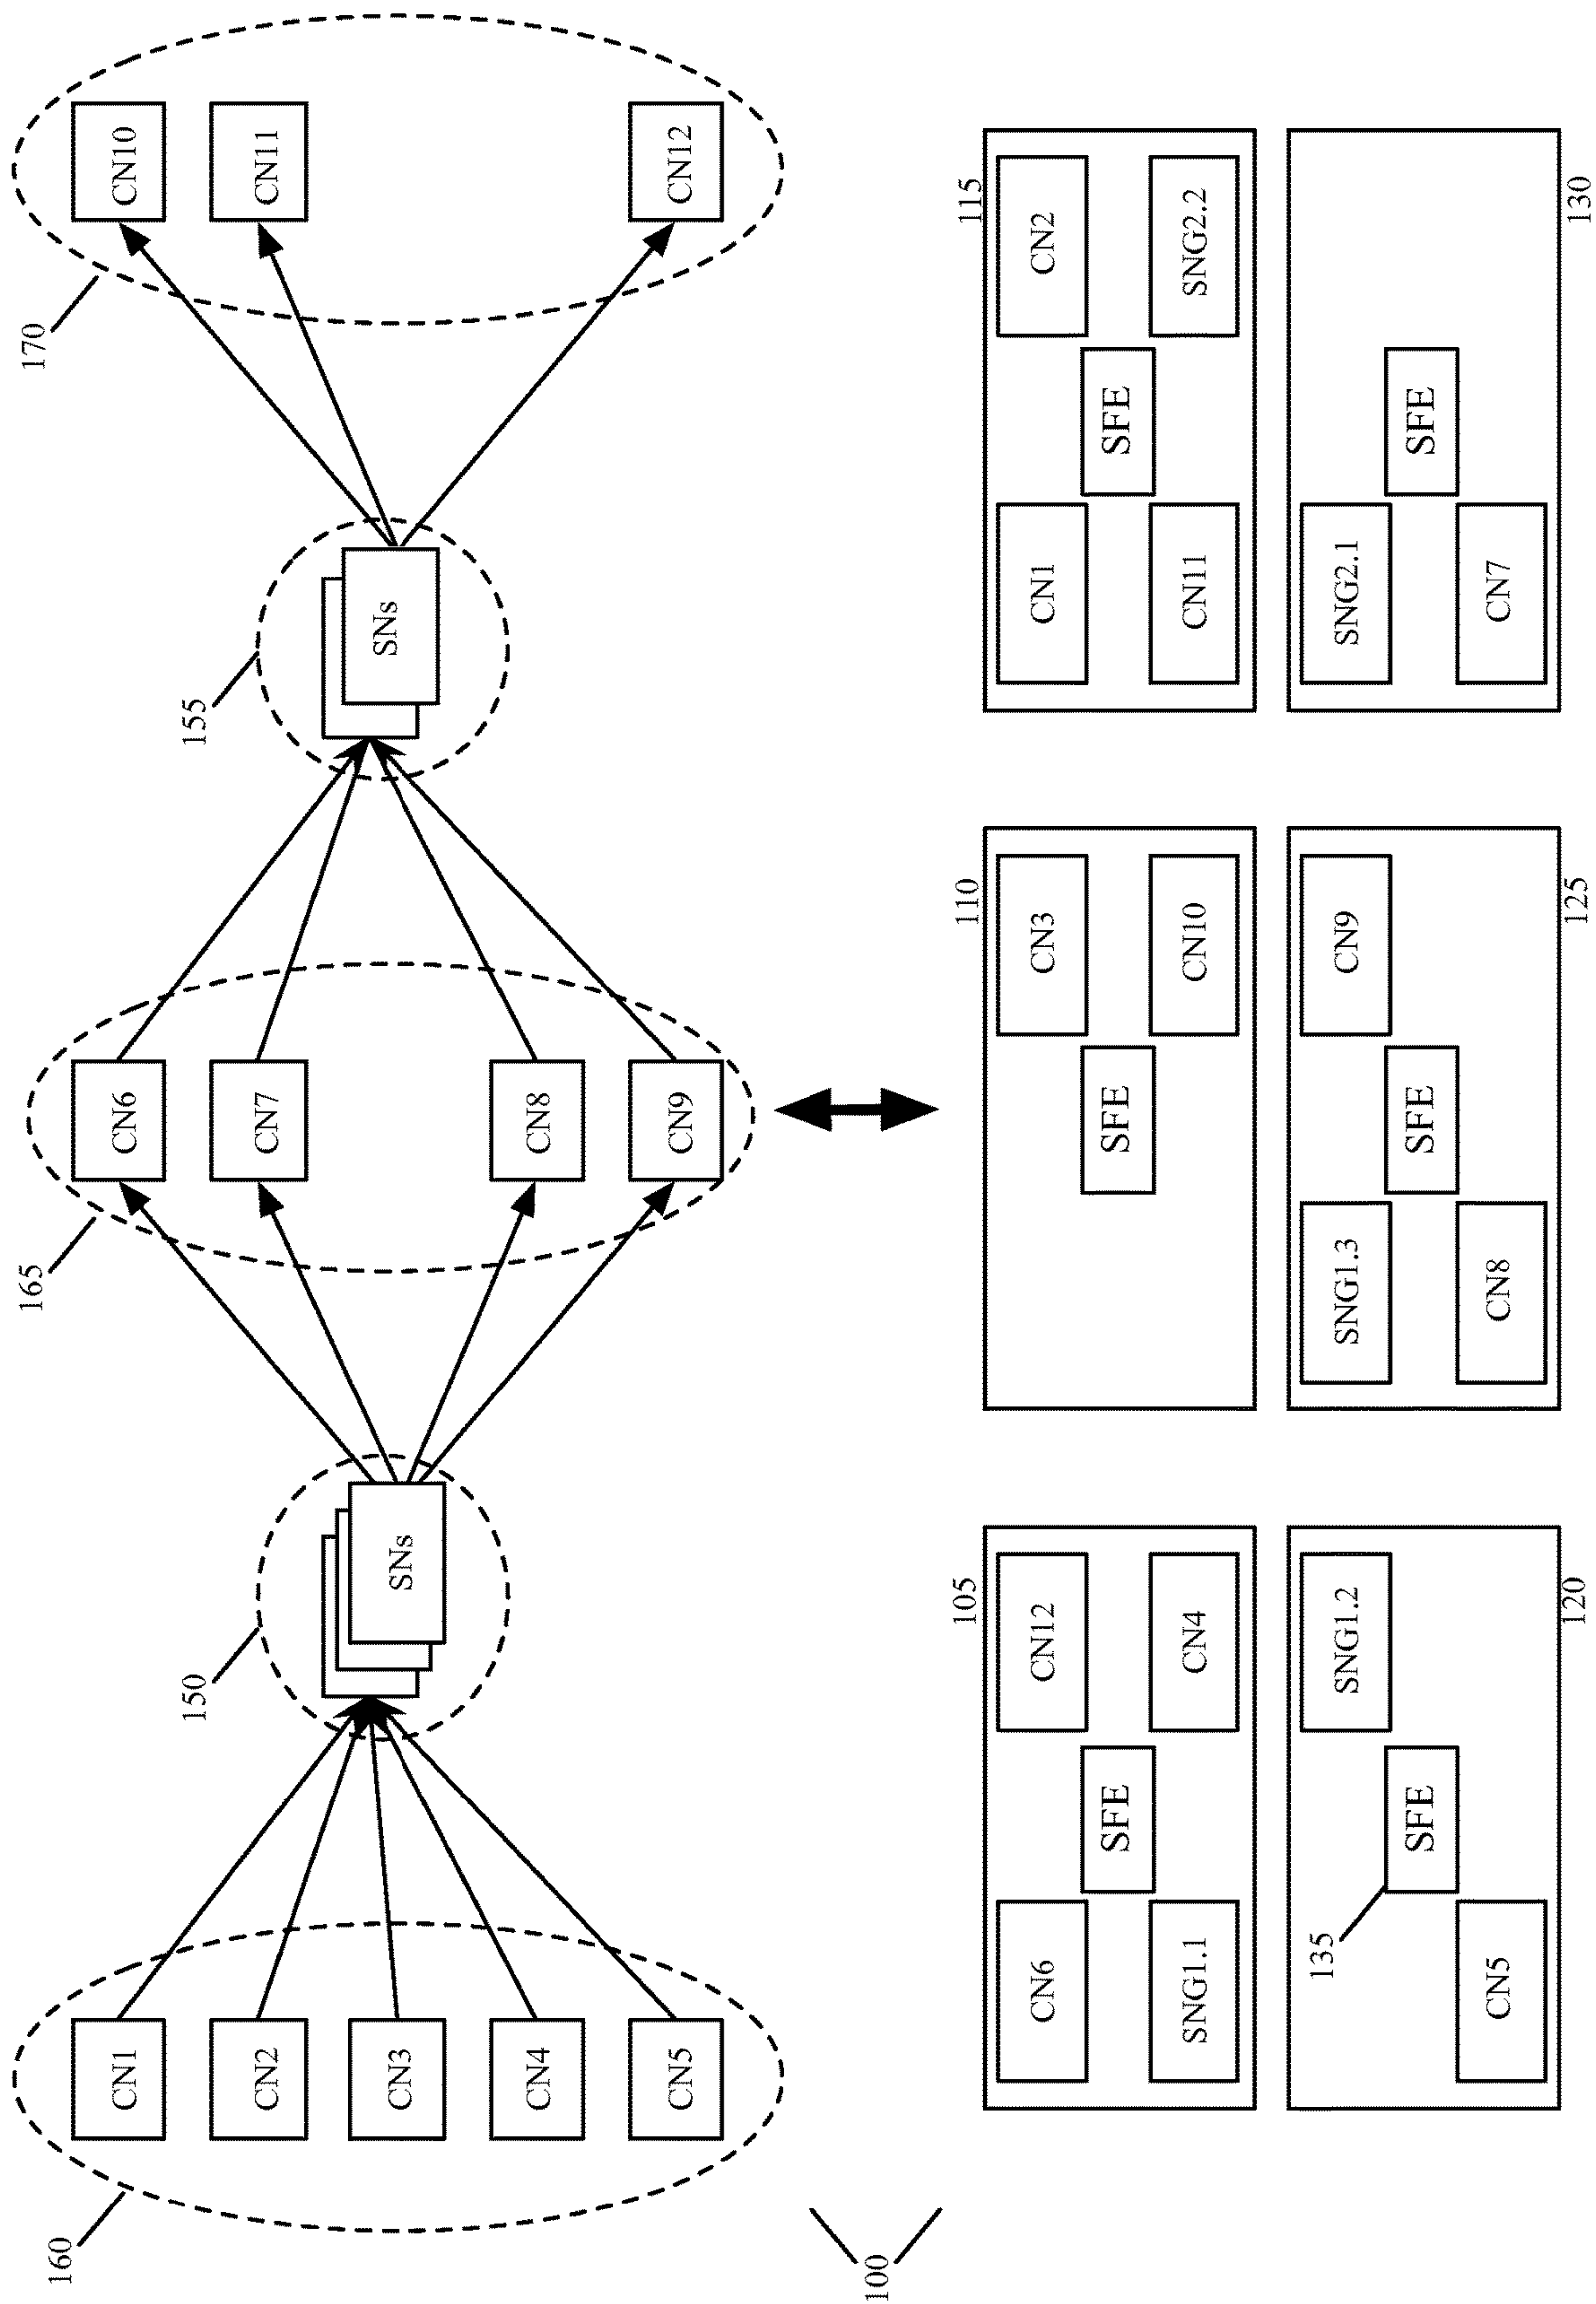 160
CN1
CN2
CN3
CN4
CN5
150
SNs
165
CN6
CN7
CN8
CN9
155
SNs
170
CN10
CN11
CN12
100
105
CN6
CN12
SFE
SNG1.1
CN4
110
CN3
SFE
CN10
115
CN1
CN2
SFE
CN11
SNG2.2
135
SNG1.2
SFE
CN5
120
SNG1.3
CN9
SFE
CN8
125
SNG2.1
SFE
CN7
130